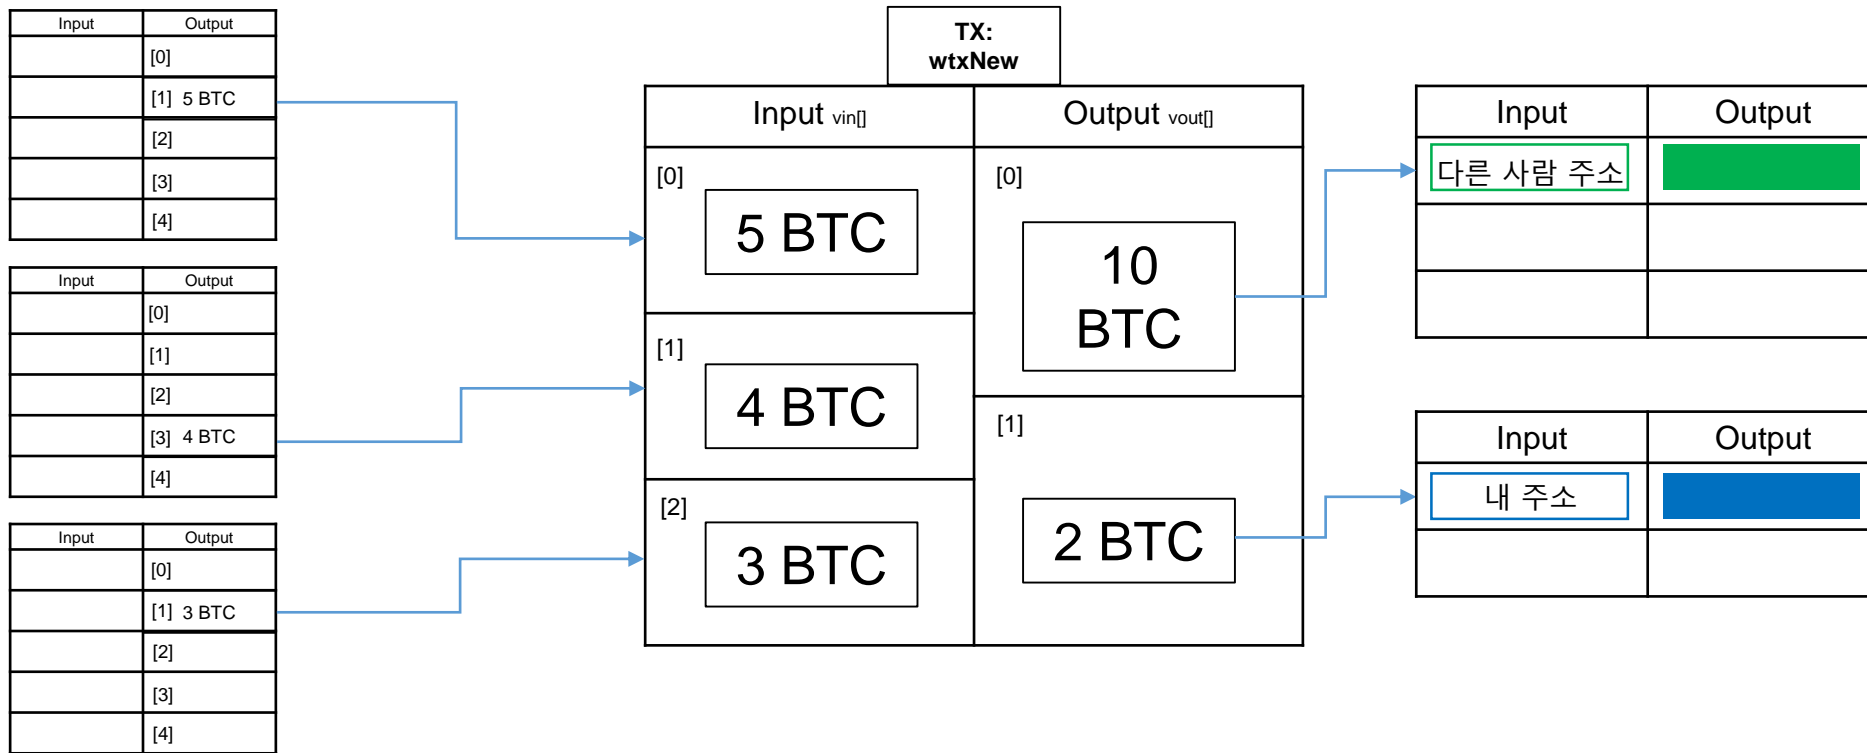 Input Output
[0]
[1] 5 BTC
[2]
[3]
[4]
Input Output
[0]
[1]
[2]
[3] 4 BTC
[4]
Input Output
[0]
[1] 3 BTC
[2]
[3]
[4]
TX:
wtxNew
Input vin[] Output vout[]
[0]
5 BTC
[1]
4 BTC
[2]
3 BTC
[0]
10
BTC
[1]
2 BTC
Input Output
다른 사람 주소
Input Output
내 주소